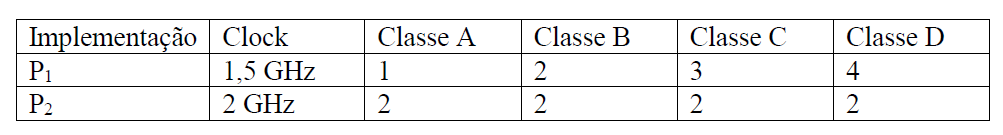 Implementação Clock Classe A Classe B Classe C Classe D
P₁ 1,5 GHz 1 2 3 4
P₂ 2 GHz 2 2 2 2